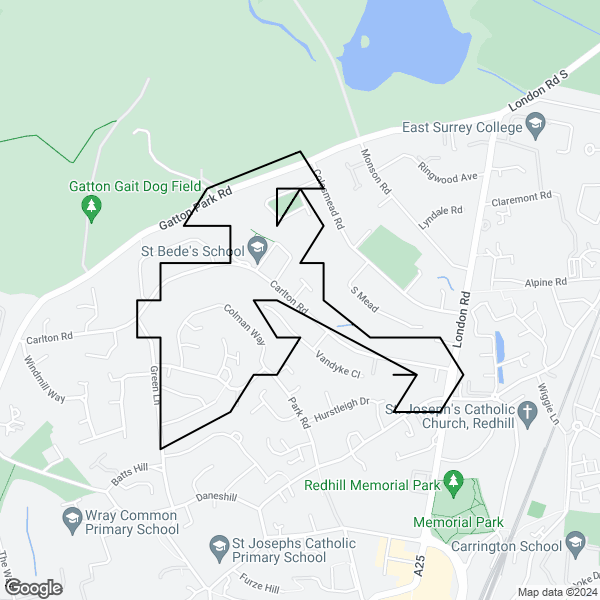 London Rd S
East Surrey College
Monson Rd
Ringwood Ave
Colesmead Rd
Gatton Gait Dog Field
Gatton Park Rd
Lyndale Rd
Claremont Rd
St Bede's School
Carlton Rd
S Mead
Alpine Rd
London Rd
Colman Way
Carlton Rd
Windmill Way
Green Ln
Vandyke Cl
Park Rd
Hurstleigh Dr
St Joseph's Catholic
Church, Redhill
Wiggie Ln
Batts Hill
Redhill Memorial Park
Daneshill
Wray Common
Primary School
Memorial Park
St Josephs Catholic
Primary School
Carrington School
A25
Furze Hill
Google
Map data ©2024